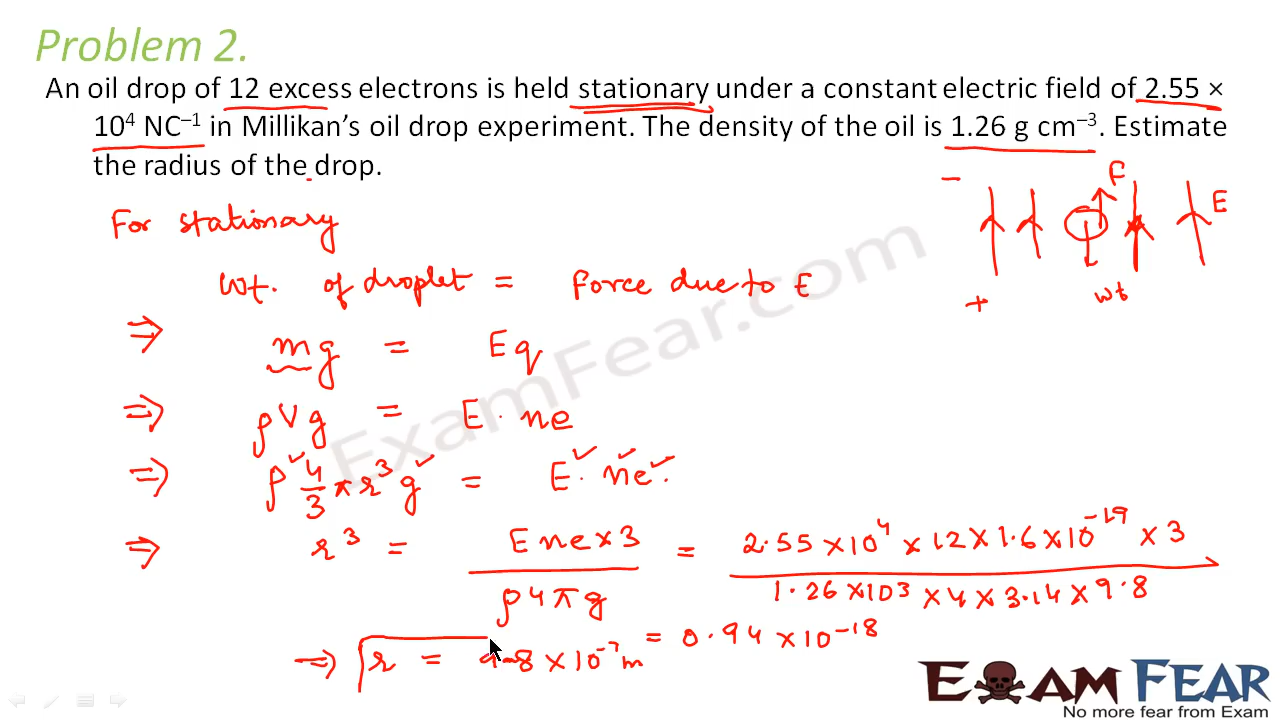 Problem 2.
An oil drop of 12 excess electrons is held stationary under a constant electric field of 2.55 ×
10⁴ NC⁻¹ in Millikan's oil drop experiment. The density of the oil is 1.26 g cm⁻³. Estimate
the radius of the drop.
− F E
+ wt
For stationary
Wt. of droplet = Force due to E
⇒ mg = Eq
⇒ ρVg = E · ne
⇒ ρ 4/3 π r³ g = E · ne .
⇒ r³ = E ne × 3 / ρ 4 π g = 2.55 × 10⁴ × 12 × 1.6 × 10⁻¹⁹ × 3 / 1.26 × 10³ × 4 × 3.14 × 9.8
= 0.94 × 10⁻¹⁸
⇒ r = 9.8 × 10⁻⁷ m
ExamFear.com
EXAM FEAR
No more fear from Exam